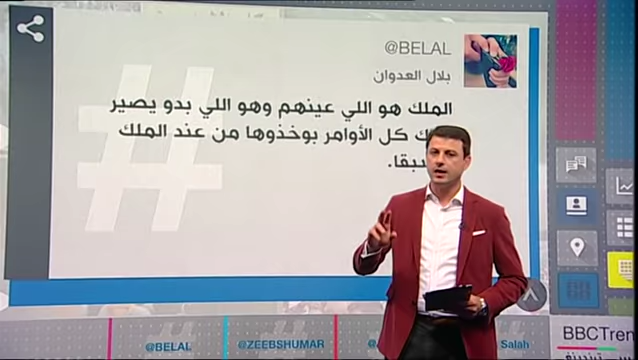 @BELAL
بلال العدوان
الملك هو اللي عينهم وهو اللي بدو يصير
ك كل الأوامر بوخذوها من عند الملك
سبقا.
@BELAL
@ZEEBSHUMAR
@
Salah
BBCTren